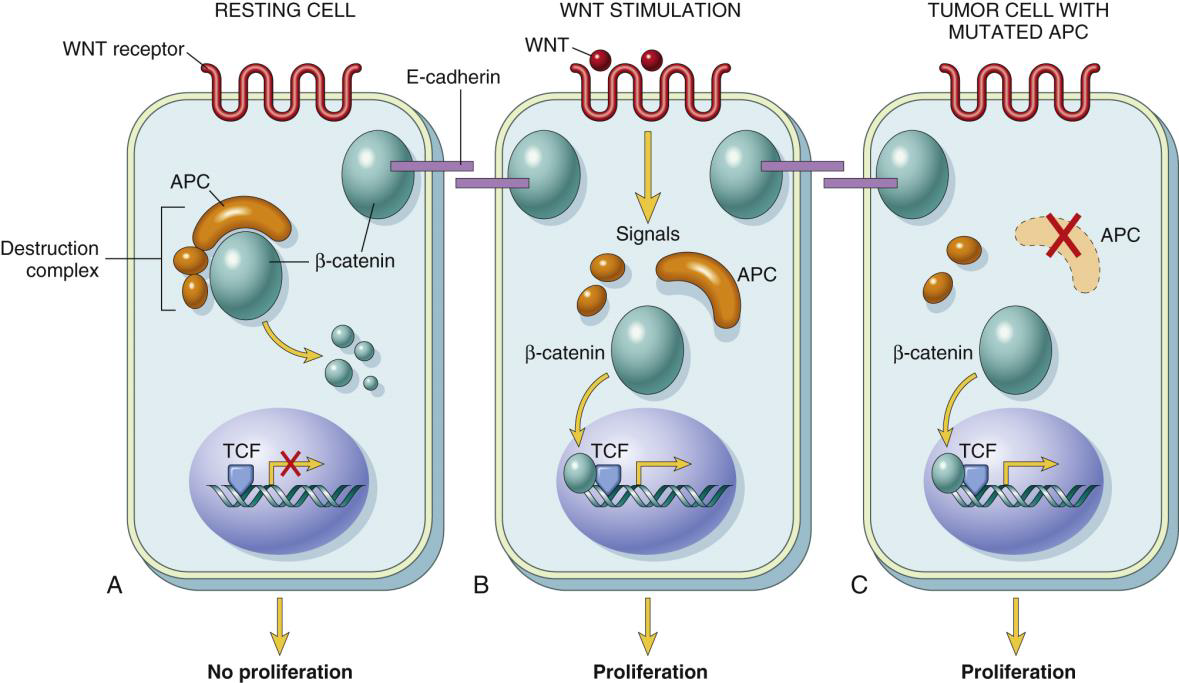 RESTING CELL
WNT receptor
E-cadherin
APC
Destruction
complex
β-catenin
TCF
A
No proliferation
WNT STIMULATION
WNT
Signals
APC
β-catenin
TCF
B
Proliferation
TUMOR CELL WITH
MUTATED APC
APC
β-catenin
TCF
C
Proliferation